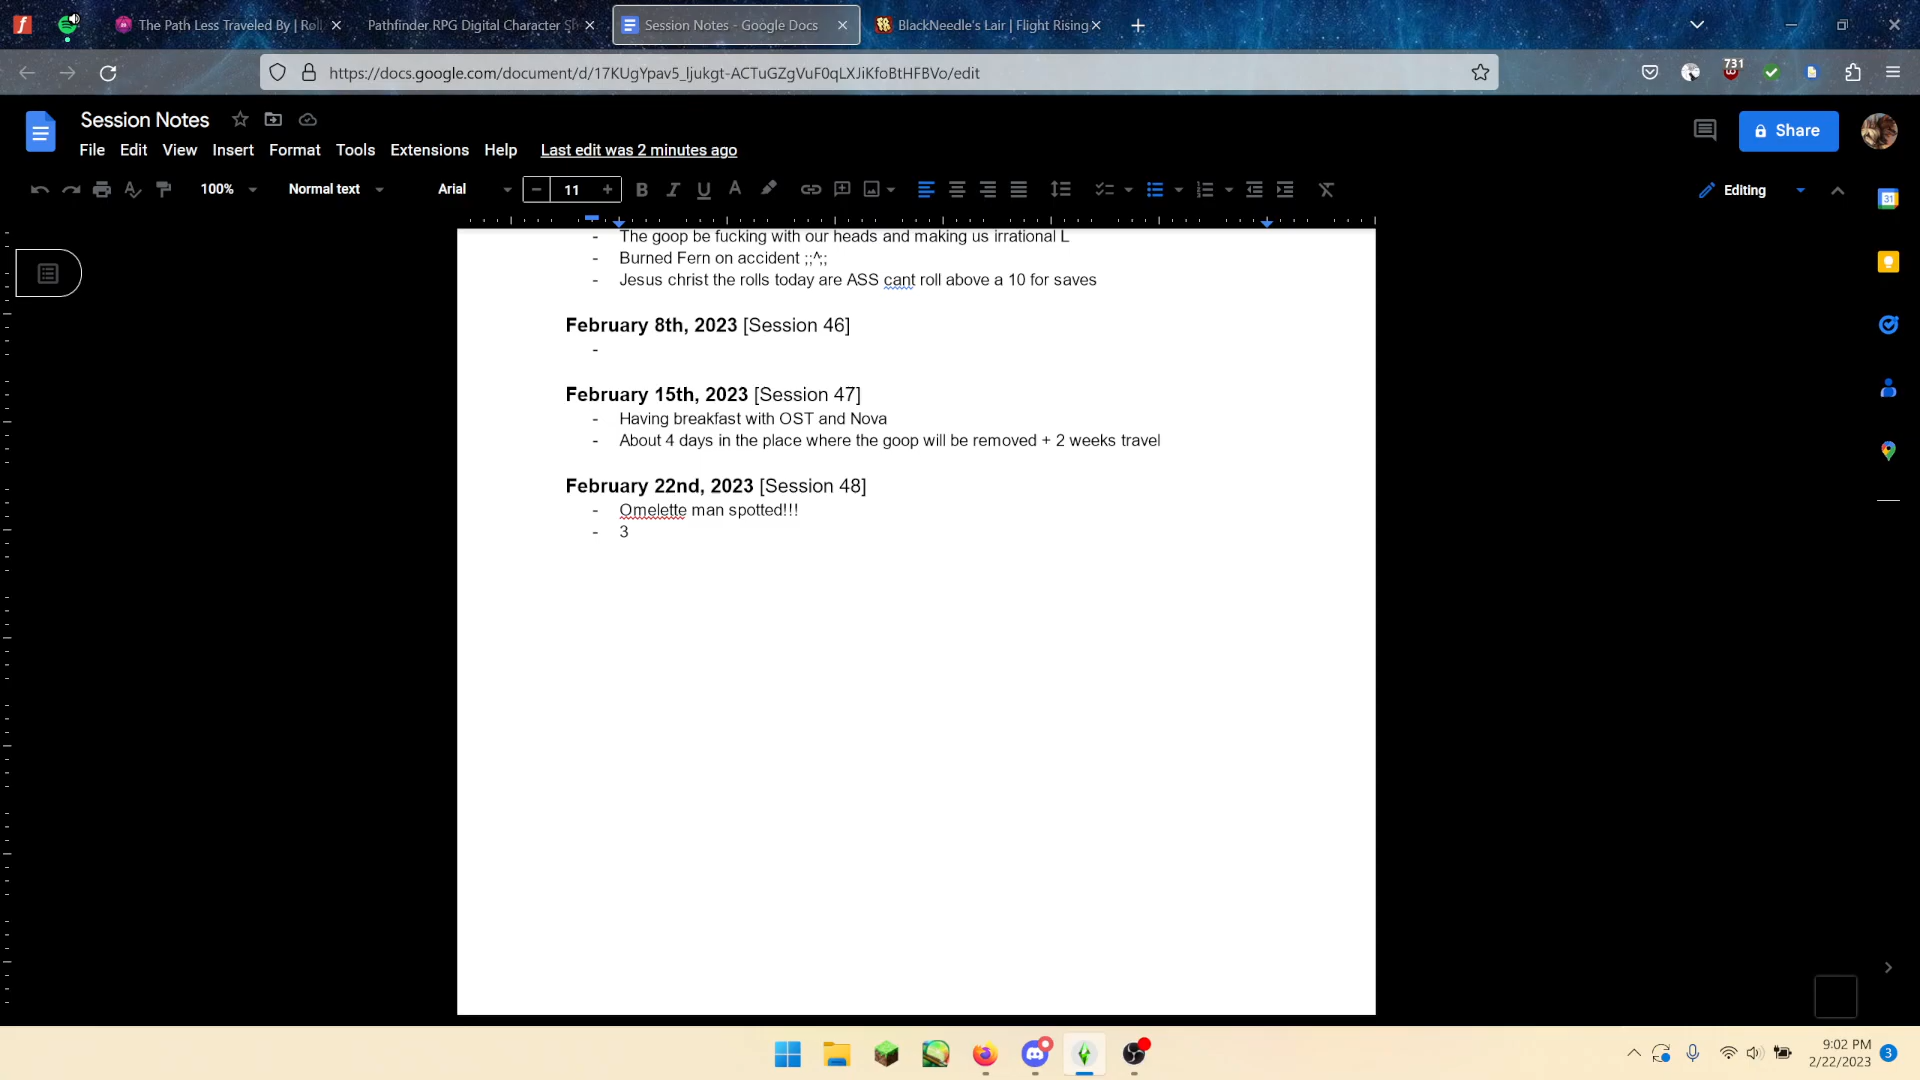 The Path Less Traveled By | Roll
Pathfinder RPG Digital Character Sh
Session Notes - Google Docs
BlackNeedle's Lair | Flight Rising
https://docs.google.com/document/d/17KUgYpav5_ljukgt-ACTuGZgVuF0qLXJiKfoBtHFBVo/edit
731
Session Notes
Share
File Edit View Insert Format Tools Extensions Help Last edit was 2 minutes ago
100% Normal text Arial 11 Editing
31
- The goop be fucking with our heads and making us irrational L
- Burned Fern on accident ;;^;;
- Jesus christ the rolls today are ASS cant roll above a 10 for saves
February 8th, 2023 [Session 46]
-
February 15th, 2023 [Session 47]
- Having breakfast with OST and Nova
- About 4 days in the place where the goop will be removed + 2 weeks travel
February 22nd, 2023 [Session 48]
- Omelette man spotted!!!
- 3
9:02 PM
2/22/2023
3